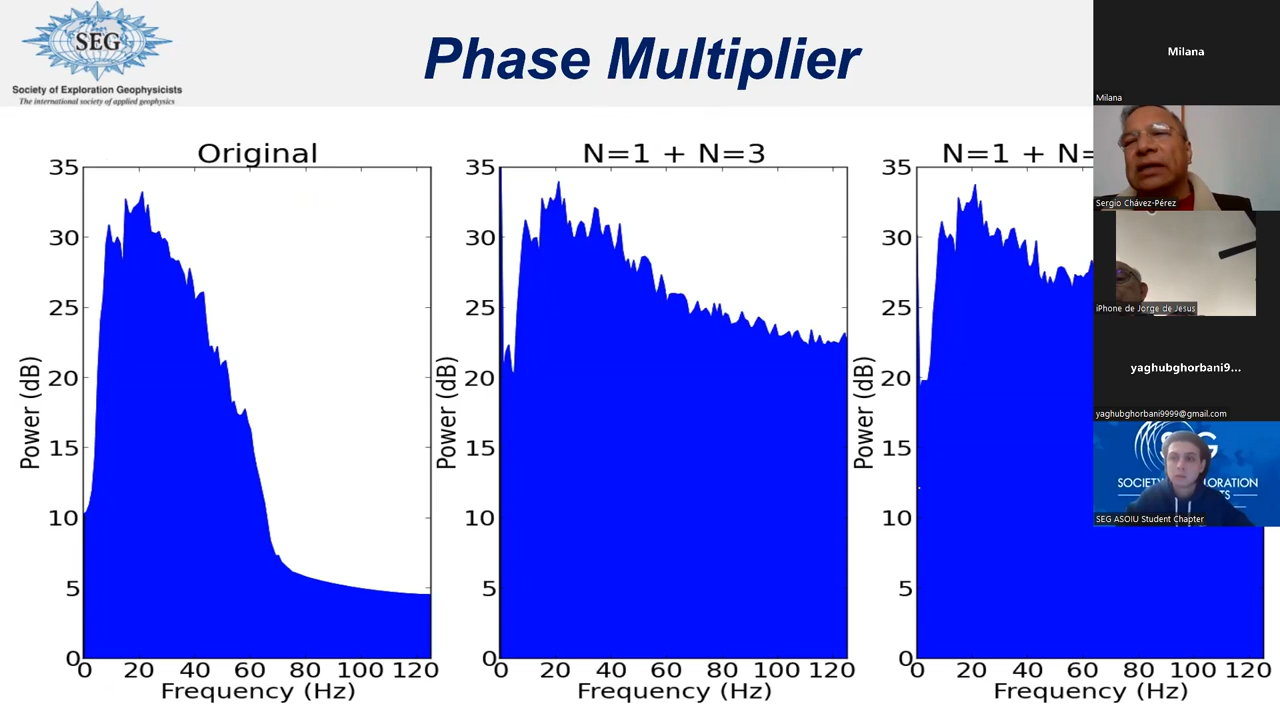 SEG
Society of Exploration Geophysicists
The international society of applied geophysics
Phase Multiplier
Original
35
30
25
20
15
10
5
0
Power (dB)
0 20 40 60 80 100 120
Frequency (Hz)
N=1 + N=3
35
30
25
20
15
10
5
0
Power (dB)
0 20 40 60 80 100 120
Frequency (Hz)
N=1 + N=
35
30
25
20
15
10
5
0
Power (dB)
0 20 40 60 80 100 120
Frequency (Hz)
Milana
Milana
Sergio Chávez-Pérez
iPhone de Jorge de Jesus
yaghubghorbani9...
yaghubghorbani9999@gmail.com
SEG ASOIU Student Chapter